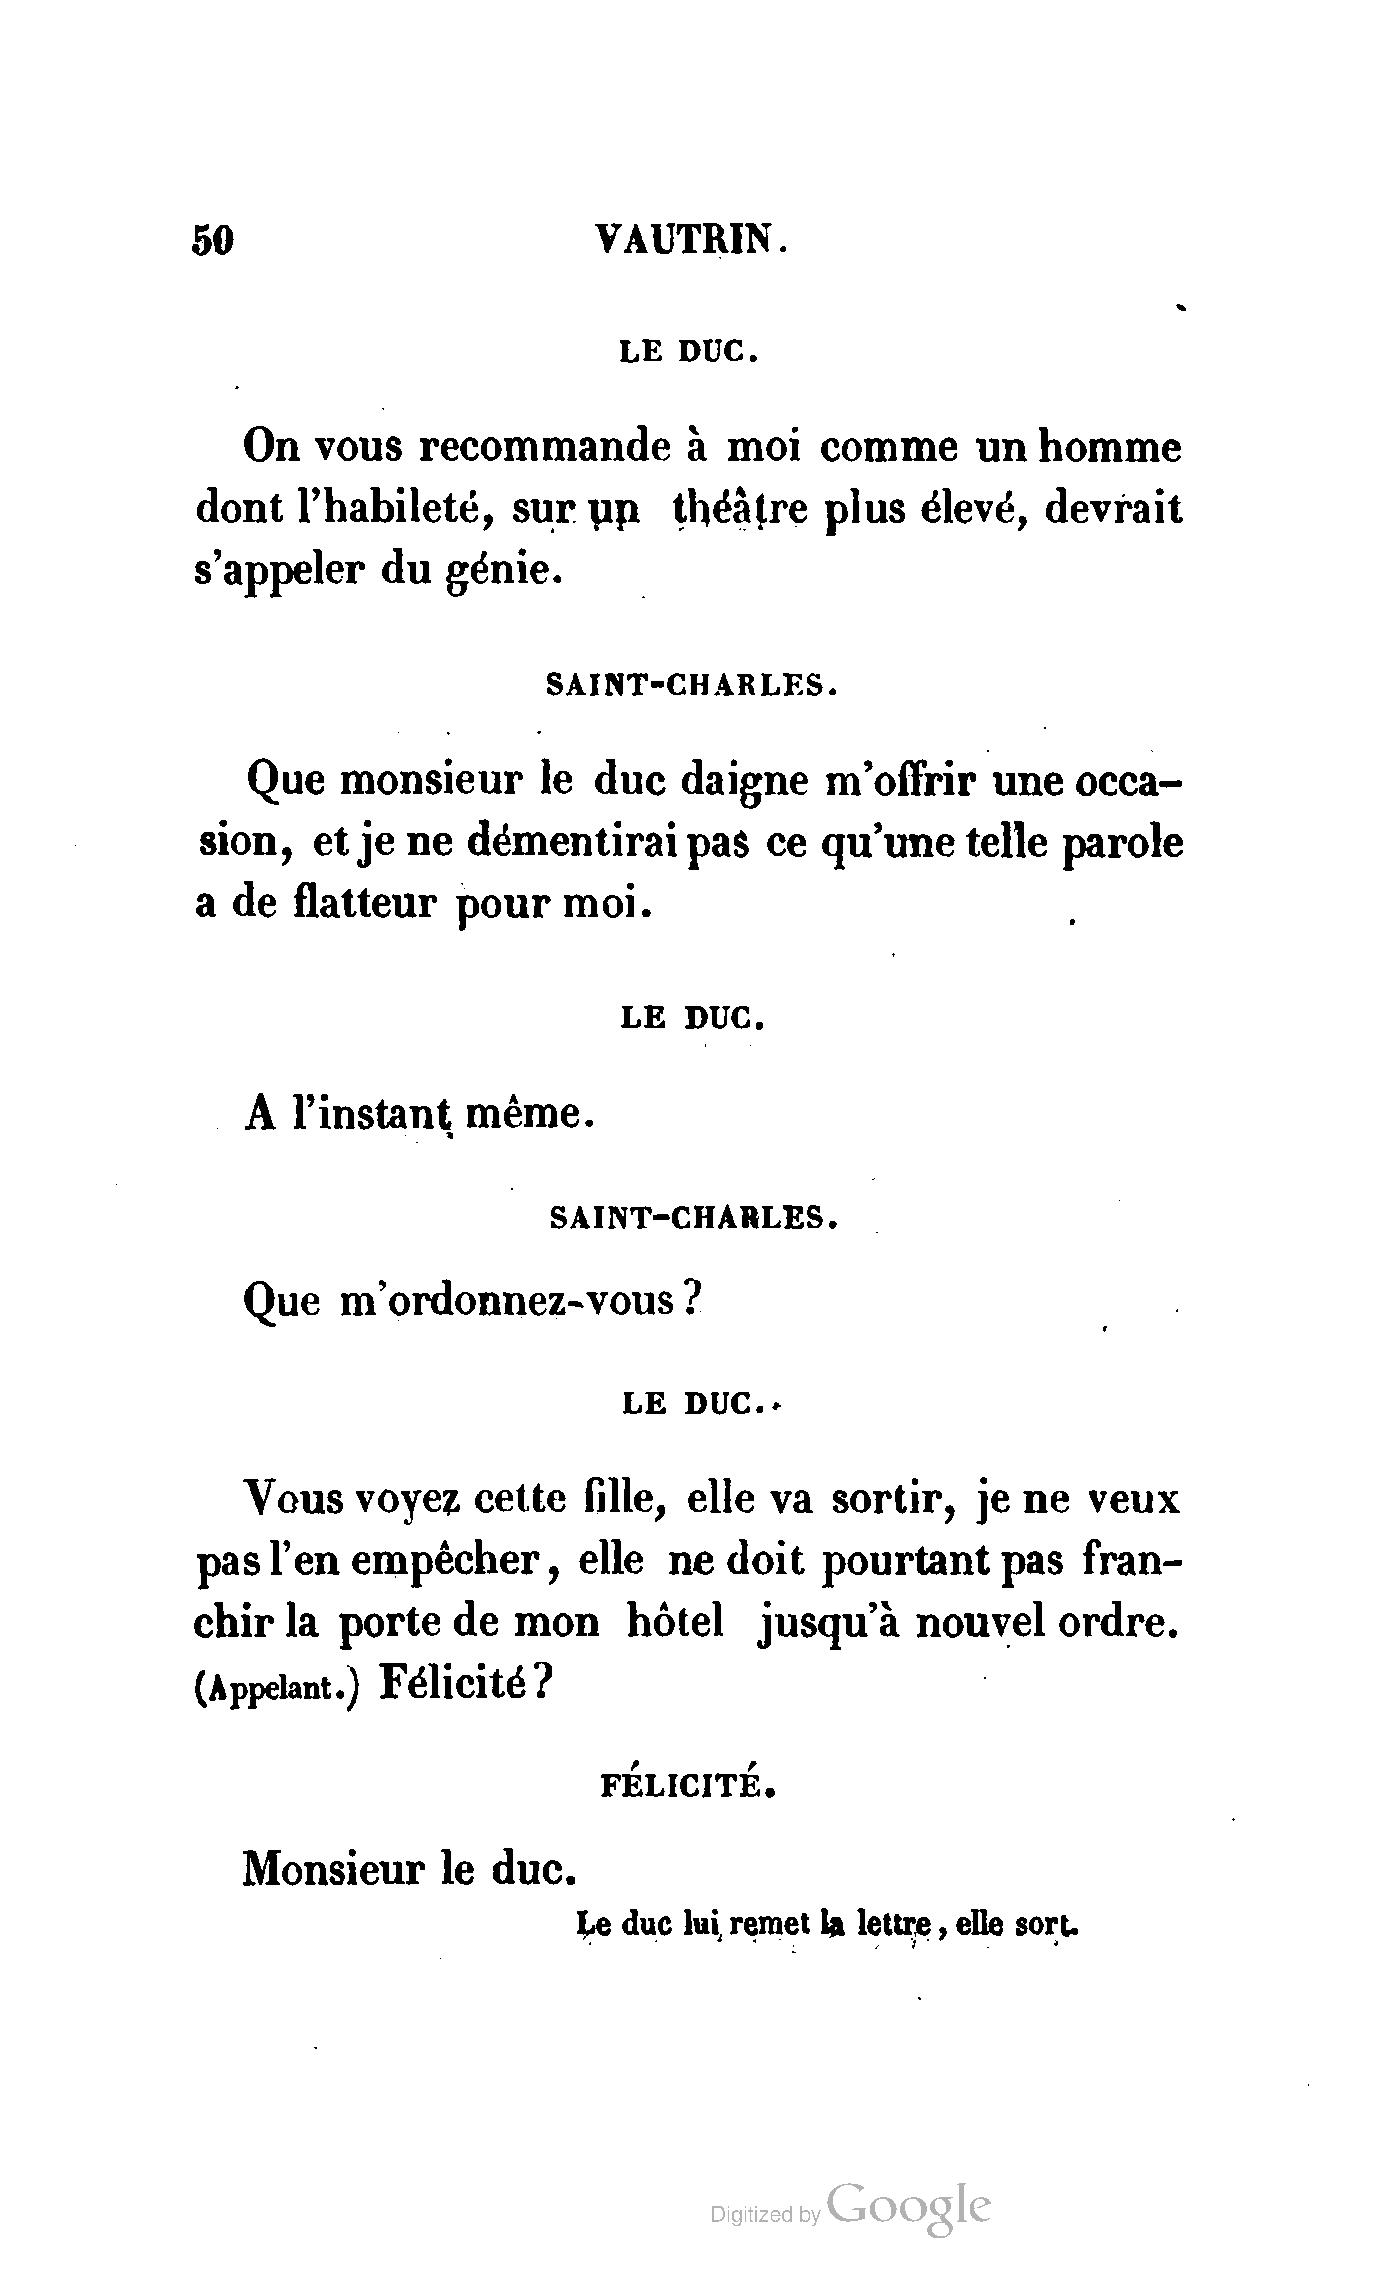 50 VAUTRIN.
LE DUC.
On vous recommande à moi comme un homme
dont l'habileté, sur un théâtre plus élevé, devrait
s'appeler du génie.
SAINT-CHARLES.
Que monsieur le duc daigne m'offrir une occa-
sion, et je ne démentirai pas ce qu'une telle parole
a de flatteur pour moi.
LE DUC.
A l'instant même.
SAINT-CHARLES.
Que m'ordonnez-vous ?
LE DUC.
Vous voyez cette fille, elle va sortir, je ne veux
pas l'en empêcher, elle ne doit pourtant pas fran-
chir la porte de mon hôtel jusqu'à nouvel ordre.
(Appelant.) Félicité ?
FÉLICITÉ.
Monsieur le duc.
Le duc lui remet la lettre, elle sort.
Digitized by Google